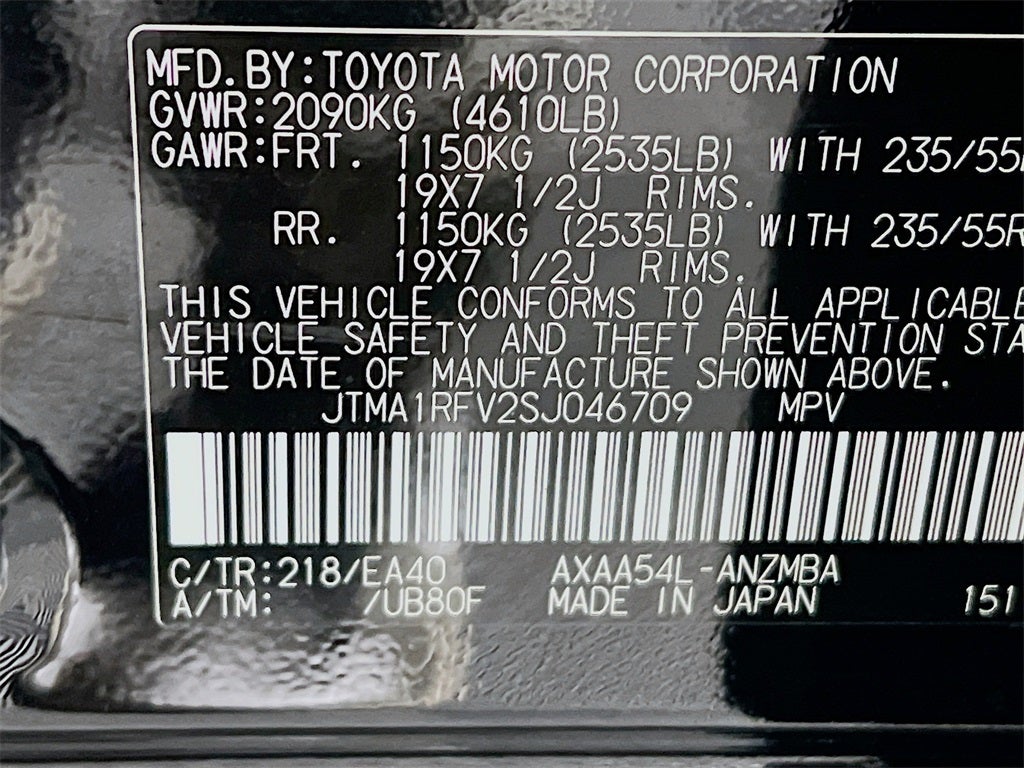 MFD.BY:TOYOTA MOTOR CORPORATION
GVWR:2090KG (4610LB)
GAWR:FRT. 1150KG (2535LB) WITH 235/55
19X7 1/2J RIMS.
RR. 1150KG (2535LB) WITH 235/55R
19X7 1/2J RIMS.
THIS VEHICLE CONFORMS TO ALL APPLICABLE
VEHICLE SAFETY AND THEFT PREVENTION STA
THE DATE OF MANUFACTURE SHOWN ABOVE.
JTMA1RFV2SJ046709 MPV
C/TR:218/EA40 AXAA54L-ANZMBA
A/TM: /UB80F MADE IN JAPAN 151